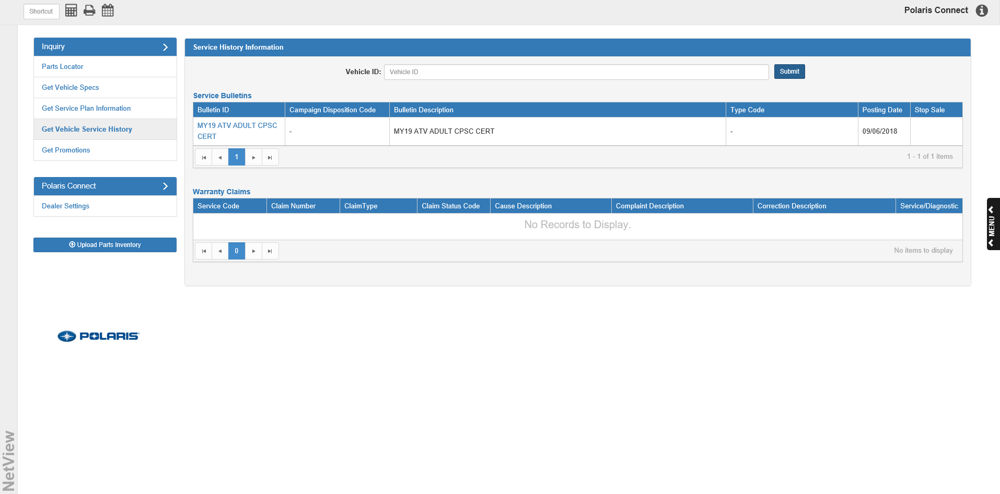 Shortcut
Polaris Connect
Inquiry
Parts Locator
Get Vehicle Specs
Get Service Plan Information
Get Vehicle Service History
Get Promotions
Polaris Connect
Dealer Settings
Upload Parts Inventory
POLARIS
NetView
Service History Information
Vehicle ID: Vehicle ID Submit
Service Bulletins
Bulletin ID Campaign Disposition Code Bulletin Description Type Code Posting Date Stop Sale
MY19 ATV ADULT CPSC
CERT - MY19 ATV ADULT CPSC CERT - 09/06/2018
1 1 - 1 of 1 items
Warranty Claims
Service Code Claim Number ClaimType Claim Status Code Cause Description Complaint Description Correction Description Service/Diagnostic
No Records to Display.
0 No items to display
MENU